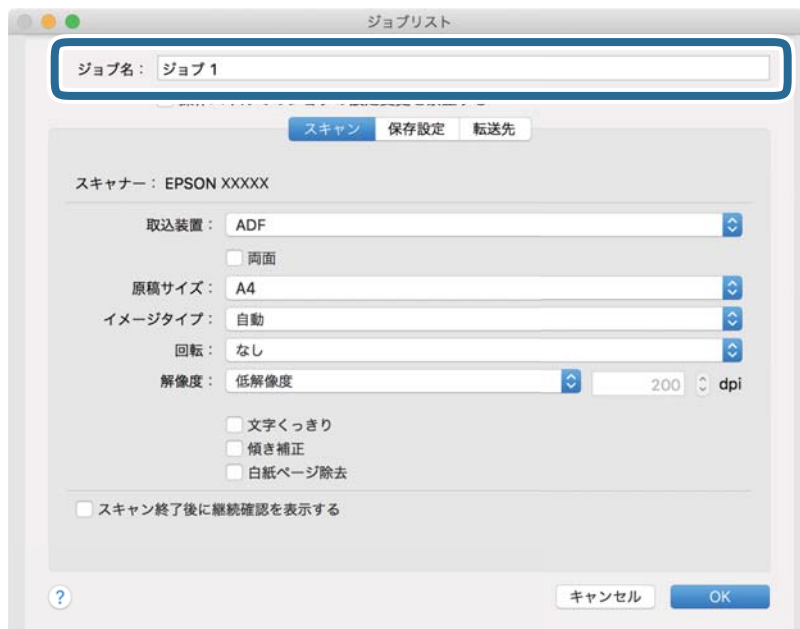 ジョブリスト
ジョブ名： ジョブ 1
スキャン 保存設定 転送先
スキャナー： EPSON XXXXX
取込装置： ADF
両面
原稿サイズ： A4
イメージタイプ： 自動
回転： なし
解像度： 低解像度 200 dpi
文字くっきり
傾き補正
白紙ページ除去
スキャン終了後に継続確認を表示する
? キャンセル OK